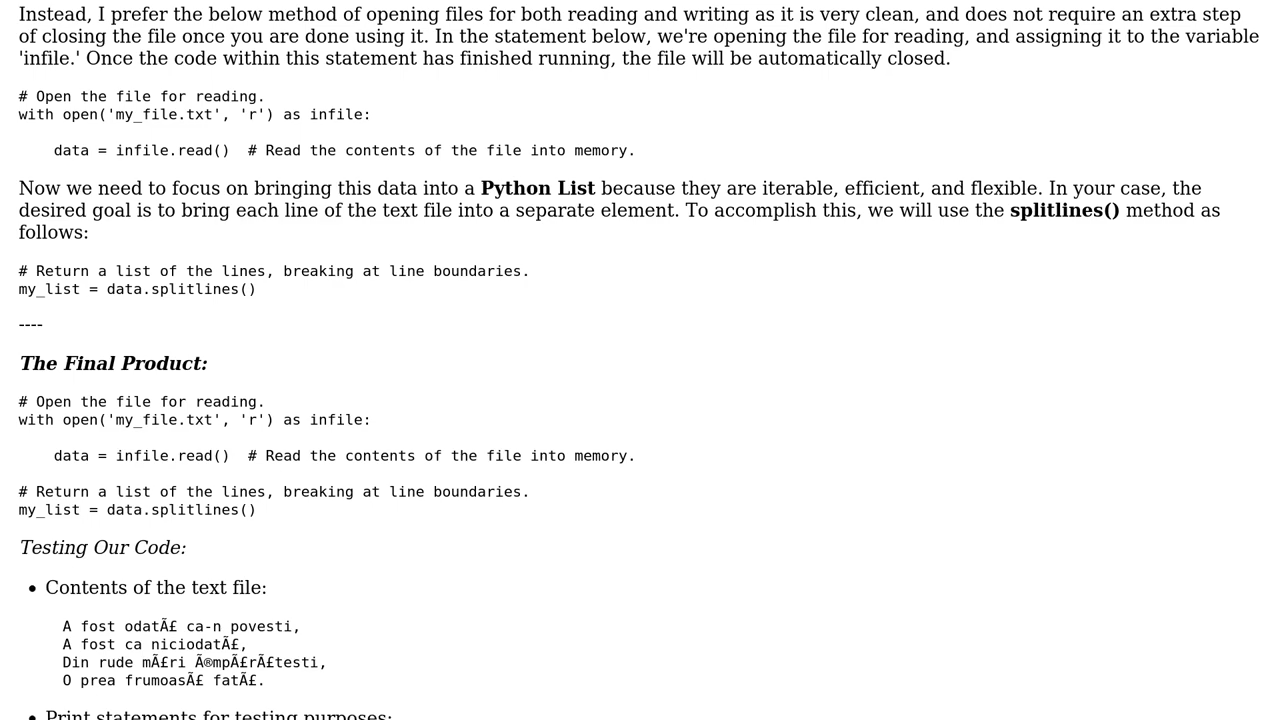 Instead, I prefer the below method of opening files for both reading and writing as it is very clean, and does not require an extra step
of closing the file once you are done using it. In the statement below, we're opening the file for reading, and assigning it to the variable
'infile.' Once the code within this statement has finished running, the file will be automatically closed.
# Open the file for reading.
with open('my_file.txt', 'r') as infile:
    data = infile.read()  # Read the contents of the file into memory.
Now we need to focus on bringing this data into a Python List because they are iterable, efficient, and flexible. In your case, the
desired goal is to bring each line of the text file into a separate element. To accomplish this, we will use the splitlines() method as
follows:
# Return a list of the lines, breaking at line boundaries.
my_list = data.splitlines()
----
The Final Product:
# Open the file for reading.
with open('my_file.txt', 'r') as infile:
    data = infile.read()  # Read the contents of the file into memory.
# Return a list of the lines, breaking at line boundaries.
my_list = data.splitlines()
Testing Our Code:
• Contents of the text file:
A fost odatÃ£ ca-n povesti,
A fost ca niciodatÃ£,
Din rude mÃ£ri Ã®mpÃ£rÃ£testi,
O prea frumoasÃ£ fatÃ£.
• Print statements for testing purposes: